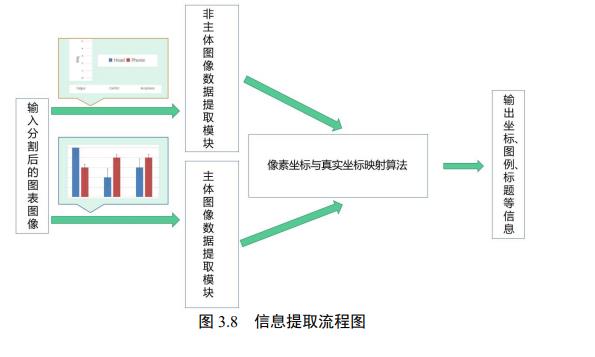 输入分割后的图表图像
Head Phone
非主体图像数据提取模块
主体图像数据提取模块
像素坐标与真实坐标映射算法
输出坐标、图例、标题等信息
图 3.8 信息提取流程图